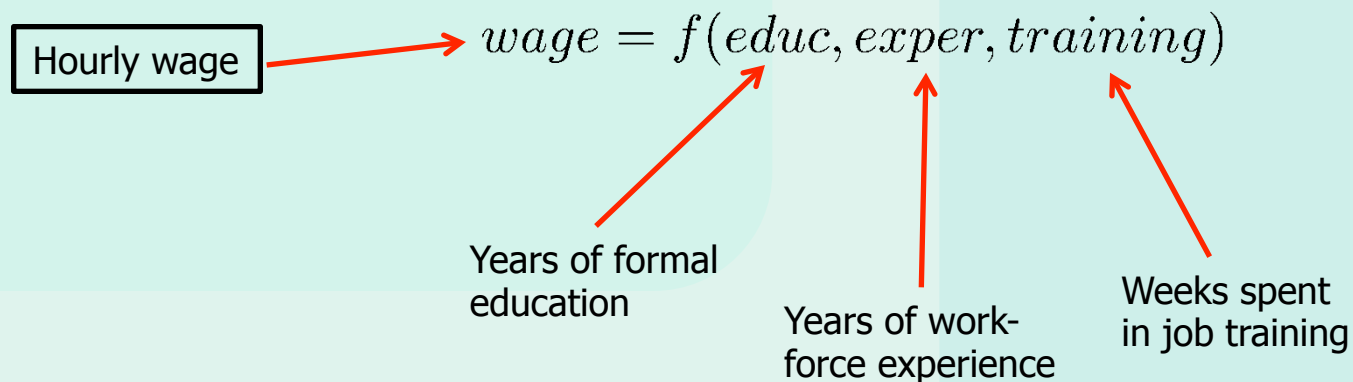 wage = f(educ, exper, training)
Hourly wage
Years of formal
education
Years of work-
force experience
Weeks spent
in job training